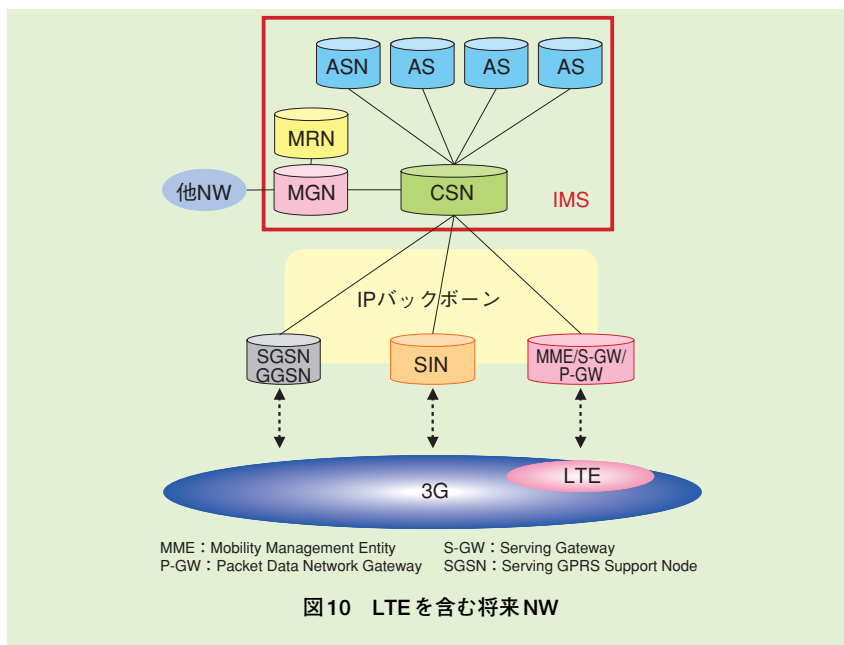 ASN AS AS AS
MRN
他NW MGN CSN
IMS
IPバックボーン
SGSN
GGSN
SIN
MME/S-GW/
P-GW
LTE
3G
MME：Mobility Management Entity S-GW：Serving Gateway
P-GW：Packet Data Network Gateway SGSN：Serving GPRS Support Node
図10 LTEを含む将来NW